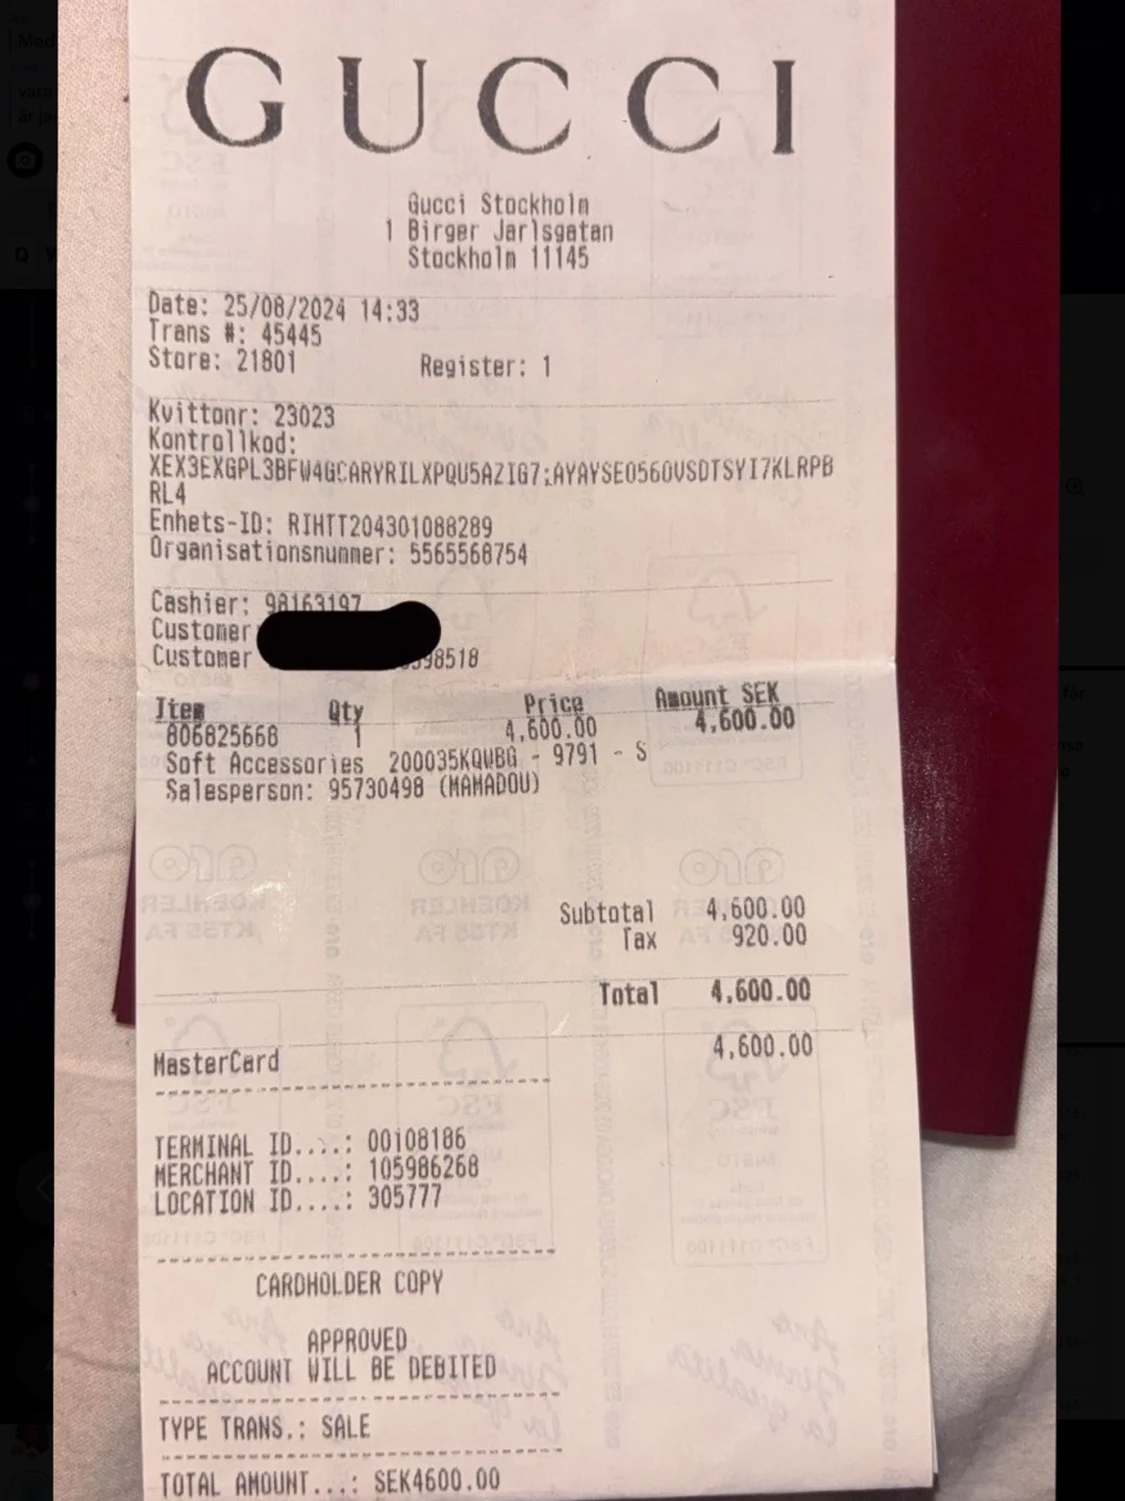 GUCCI
Gucci Stockholm
1 Birger Jarlsgatan
Stockholm 11145
Date: 25/08/2024 14:33
Trans #: 45445
Store: 21801 Register: 1
Kvittonr: 23023
Kontrollkod:
XEX3EXGPL3BFW4GCARYRILXPQU5AZIG7;AYAYSEO56OVSDTSYI7KLRPB
RL4
Enhets-ID: RIHTT204301088289
Organisationsnummer: 5565568754
Cashier: 98163197
Customer
Customer 98518
Item Qty Price Amount SEK
806825668 1 4,600.00 4,600.00
Soft Accessories 200035KQWBG - 9791 - S
Salesperson: 95730498 (MAMADOU)
Subtotal 4,600.00
Tax 920.00
Total 4,600.00
MasterCard 4,600.00
TERMINAL ID....: 00108186
MERCHANT ID....: 105986268
LOCATION ID....: 305777
CARDHOLDER COPY
APPROVED
ACCOUNT WILL BE DEBITED
TYPE TRANS.: SALE
TOTAL AMOUNT...: SEK4600.00